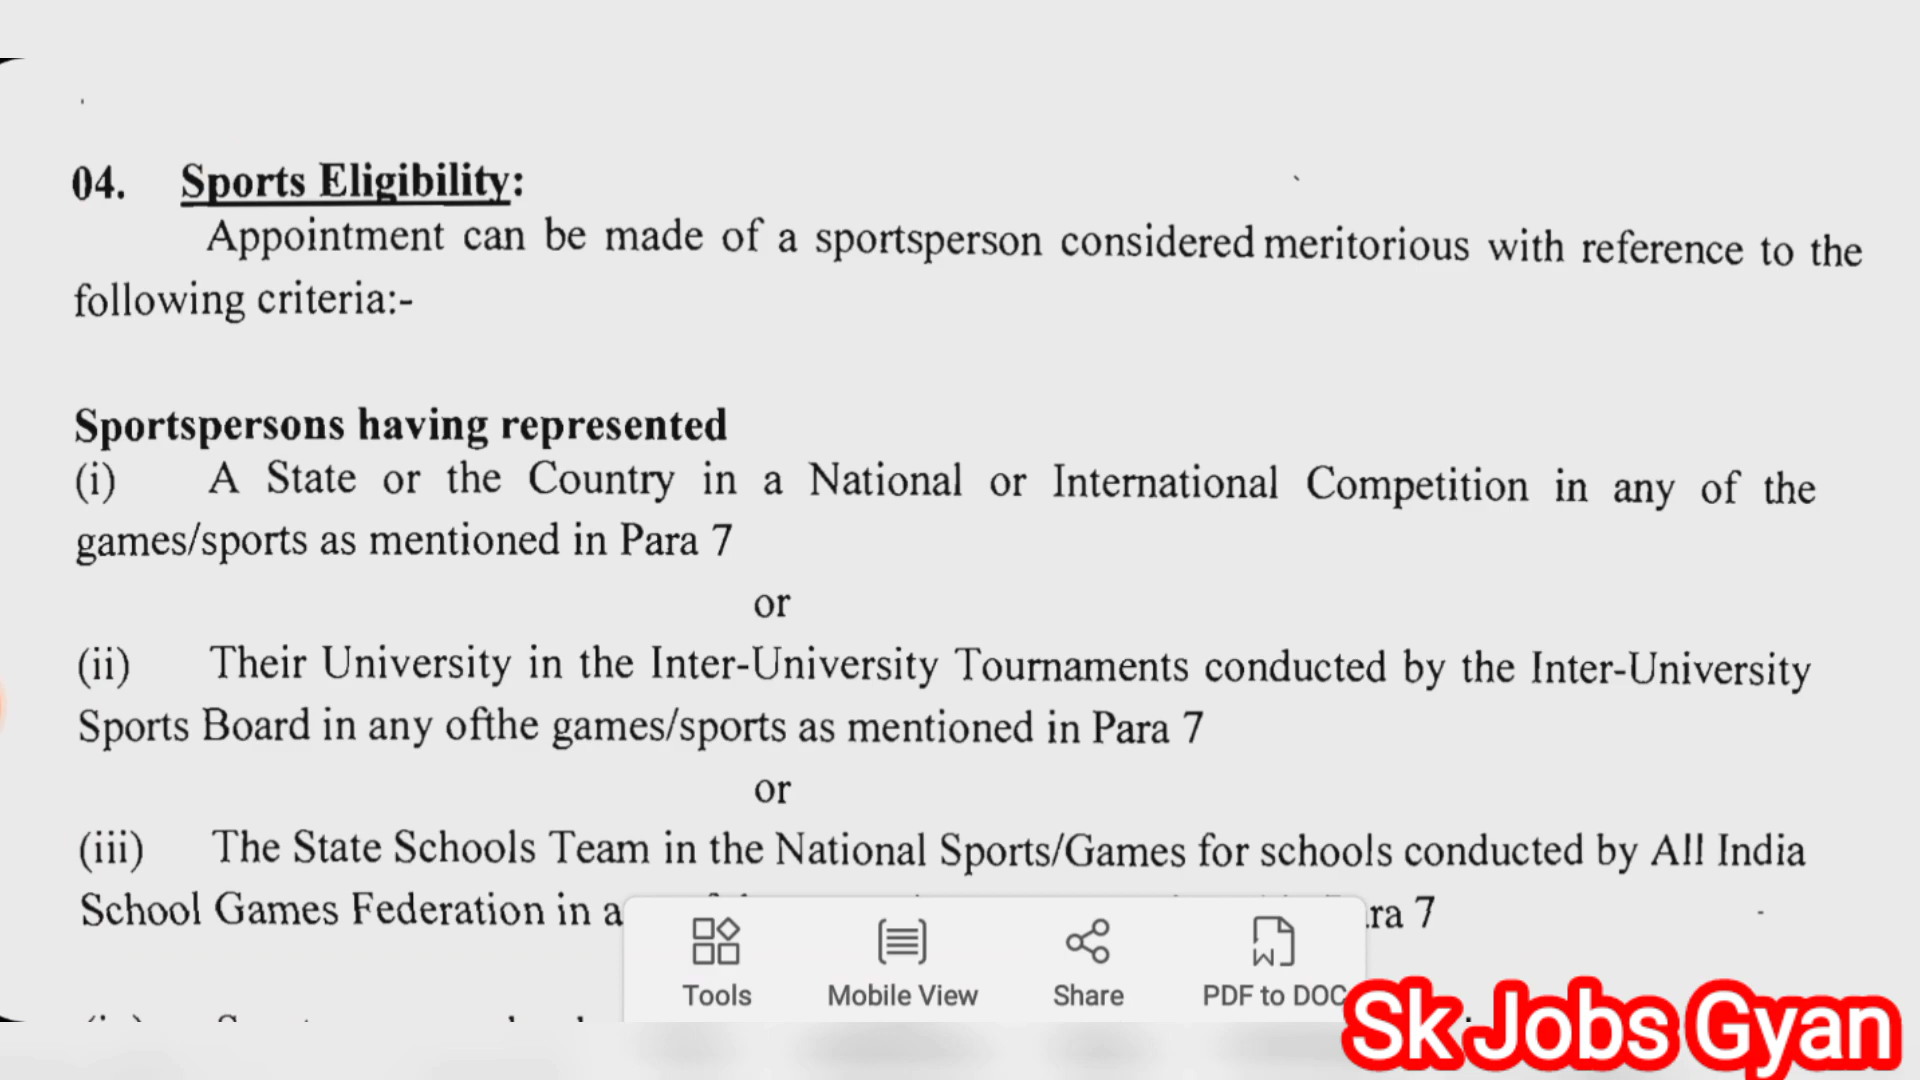 04. Sports Eligibility:
Appointment can be made of a sportsperson considered meritorious with reference to the
following criteria:-
Sportspersons having represented
(i) A State or the Country in a National or International Competition in any of the
games/sports as mentioned in Para 7
or
(ii) Their University in the Inter-University Tournaments conducted by the Inter-University
Sports Board in any ofthe games/sports as mentioned in Para 7
or
(iii) The State Schools Team in the National Sports/Games for schools conducted by All India
School Games Federation in 7
Tools Mobile View Share PDF to DOC
Sk Jobs Gyan